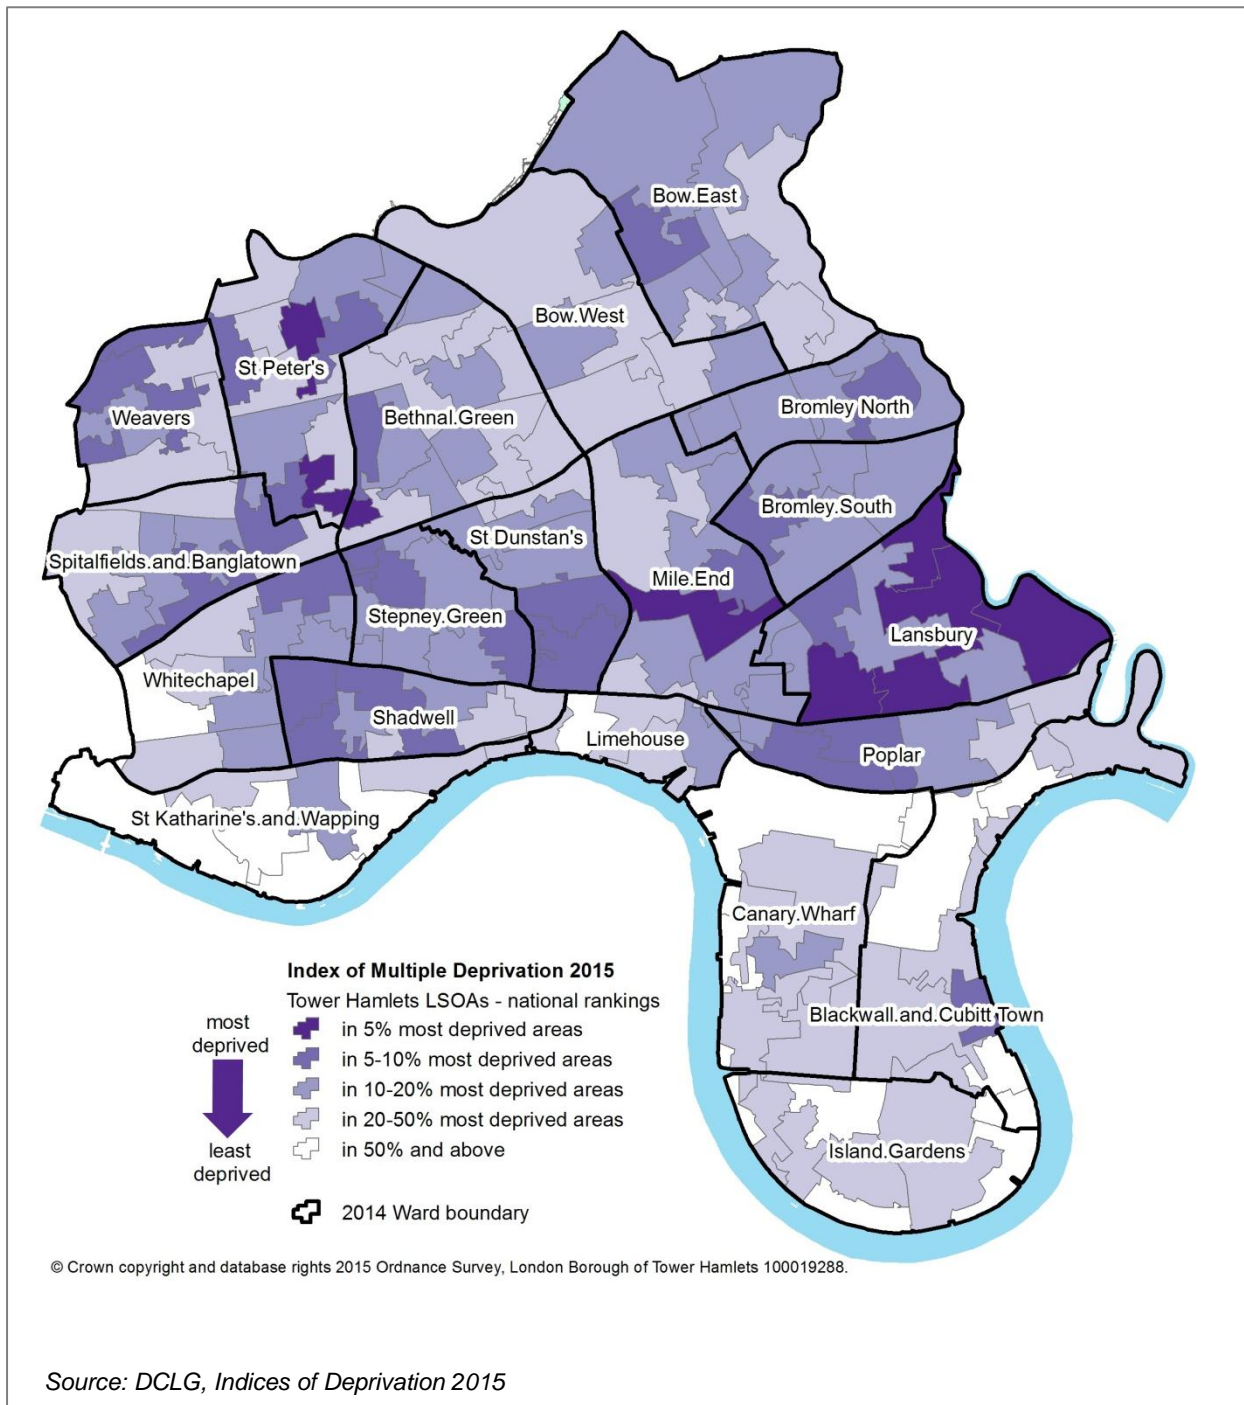 Bow.East
Bow.West
St Peter's
Weavers
Bethnal.Green
Bromley North
Bromley.South
St Dunstan's
Spitalfields.and.Banglatown
Mile.End
Stepney.Green
Lansbury
Whitechapel
Shadwell
Limehouse
Poplar
St Katharine's.and.Wapping
Canary.Wharf
Blackwall.and.Cubitt Town
Island.Gardens
Index of Multiple Deprivation 2015
Tower Hamlets LSOAs - national rankings
most
deprived
least
deprived
in 5% most deprived areas
in 5-10% most deprived areas
in 10-20% most deprived areas
in 20-50% most deprived areas
in 50% and above
2014 Ward boundary
© Crown copyright and database rights 2015 Ordnance Survey, London Borough of Tower Hamlets 100019288.
Source: DCLG, Indices of Deprivation 2015